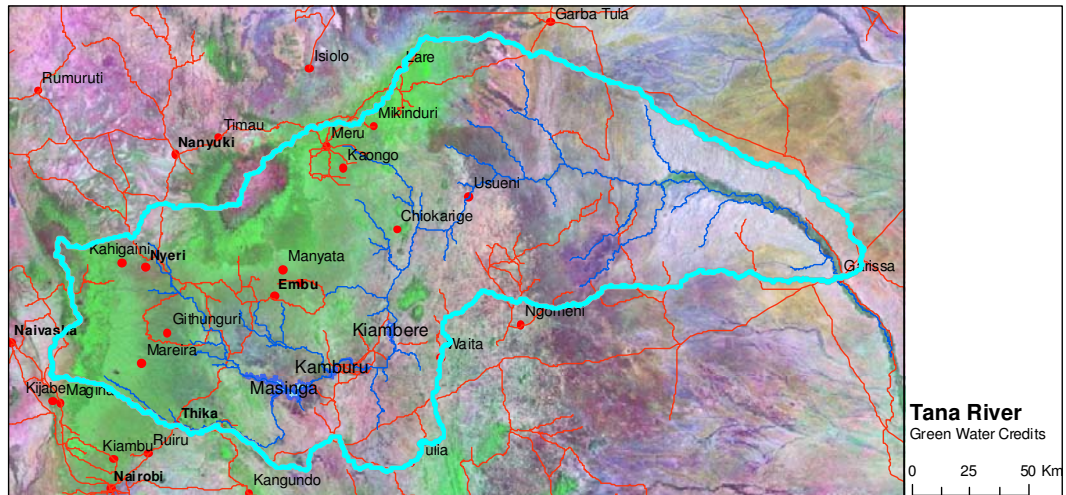 Garba Tula
Isiolo
Lare
Rumuruti
Mikinduri
Timau
Meru
Nanyuki
Kaongo
Usueni
Chiokarige
Kahigaini
Nyeri
Manyata
Garissa
Embu
Ngomeni
Githunguri
Kiambere
Naivasha
Waita
Mareira
Kamburu
Masinga
Kijabe
Thika
Tana River
Green Water Credits
Ruiru
Kiambu
0 25 50 Km
Nairobi
Kangundo